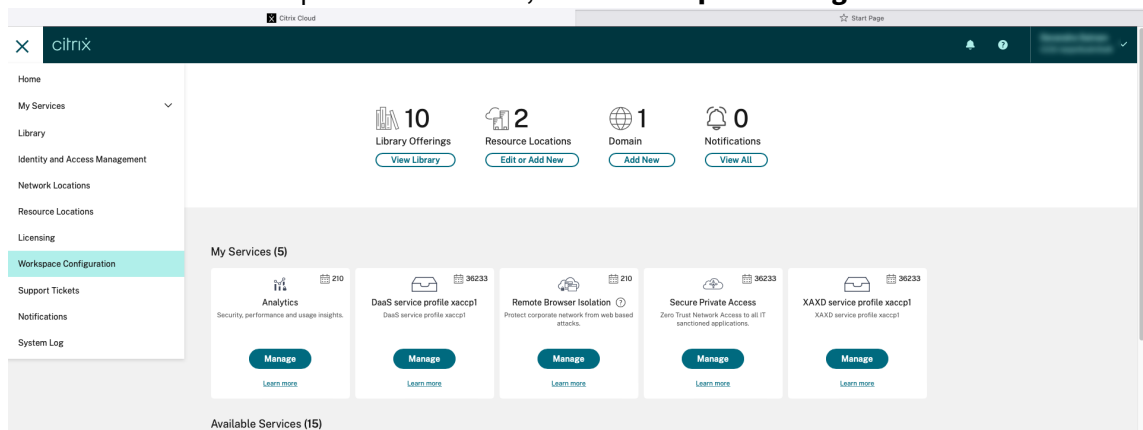 Citrix Cloud
Start Page
citrix
Home
My Services
Library
Identity and Access Management
Network Locations
Resource Locations
Licensing
Workspace Configuration
Support Tickets
Notifications
System Log
10
Library Offerings
View Library
2
Resource Locations
Edit or Add New
1
Domain
Add New
0
Notifications
View All
My Services (5)
210
Analytics
Security, performance and usage insights.
Manage
Learn more
36233
DaaS service profile xaccp1
DaaS service profile xaccp1
Manage
Learn more
210
Remote Browser Isolation
Protect corporate network from web based
attacks.
Manage
Learn more
36233
Secure Private Access
Zero Trust Network Access to all IT
sanctioned applications.
Manage
Learn more
36233
XAXD service profile xaccp1
XAXD service profile xaccp1
Manage
Learn more
Available Services (15)